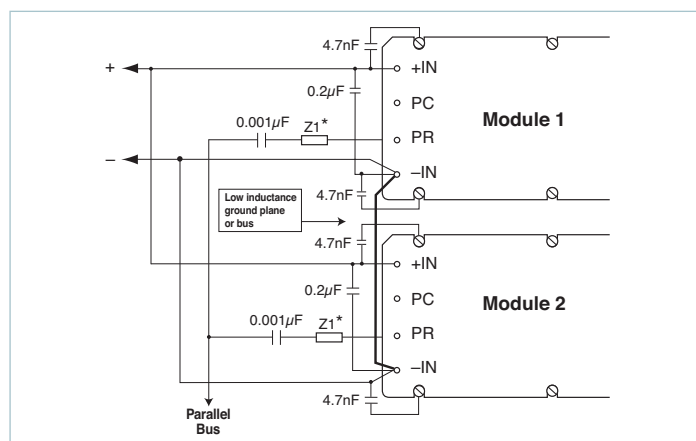 4.7nF
+
+IN
0.2µF
PC
Module 1
0.001µF
Z1*
PR
–
–IN
4.7nF
Low inductance
ground plane
or bus
4.7nF
+IN
0.2µF
PC
Module 2
0.001µF
Z1*
PR
–IN
4.7nF
Parallel
Bus